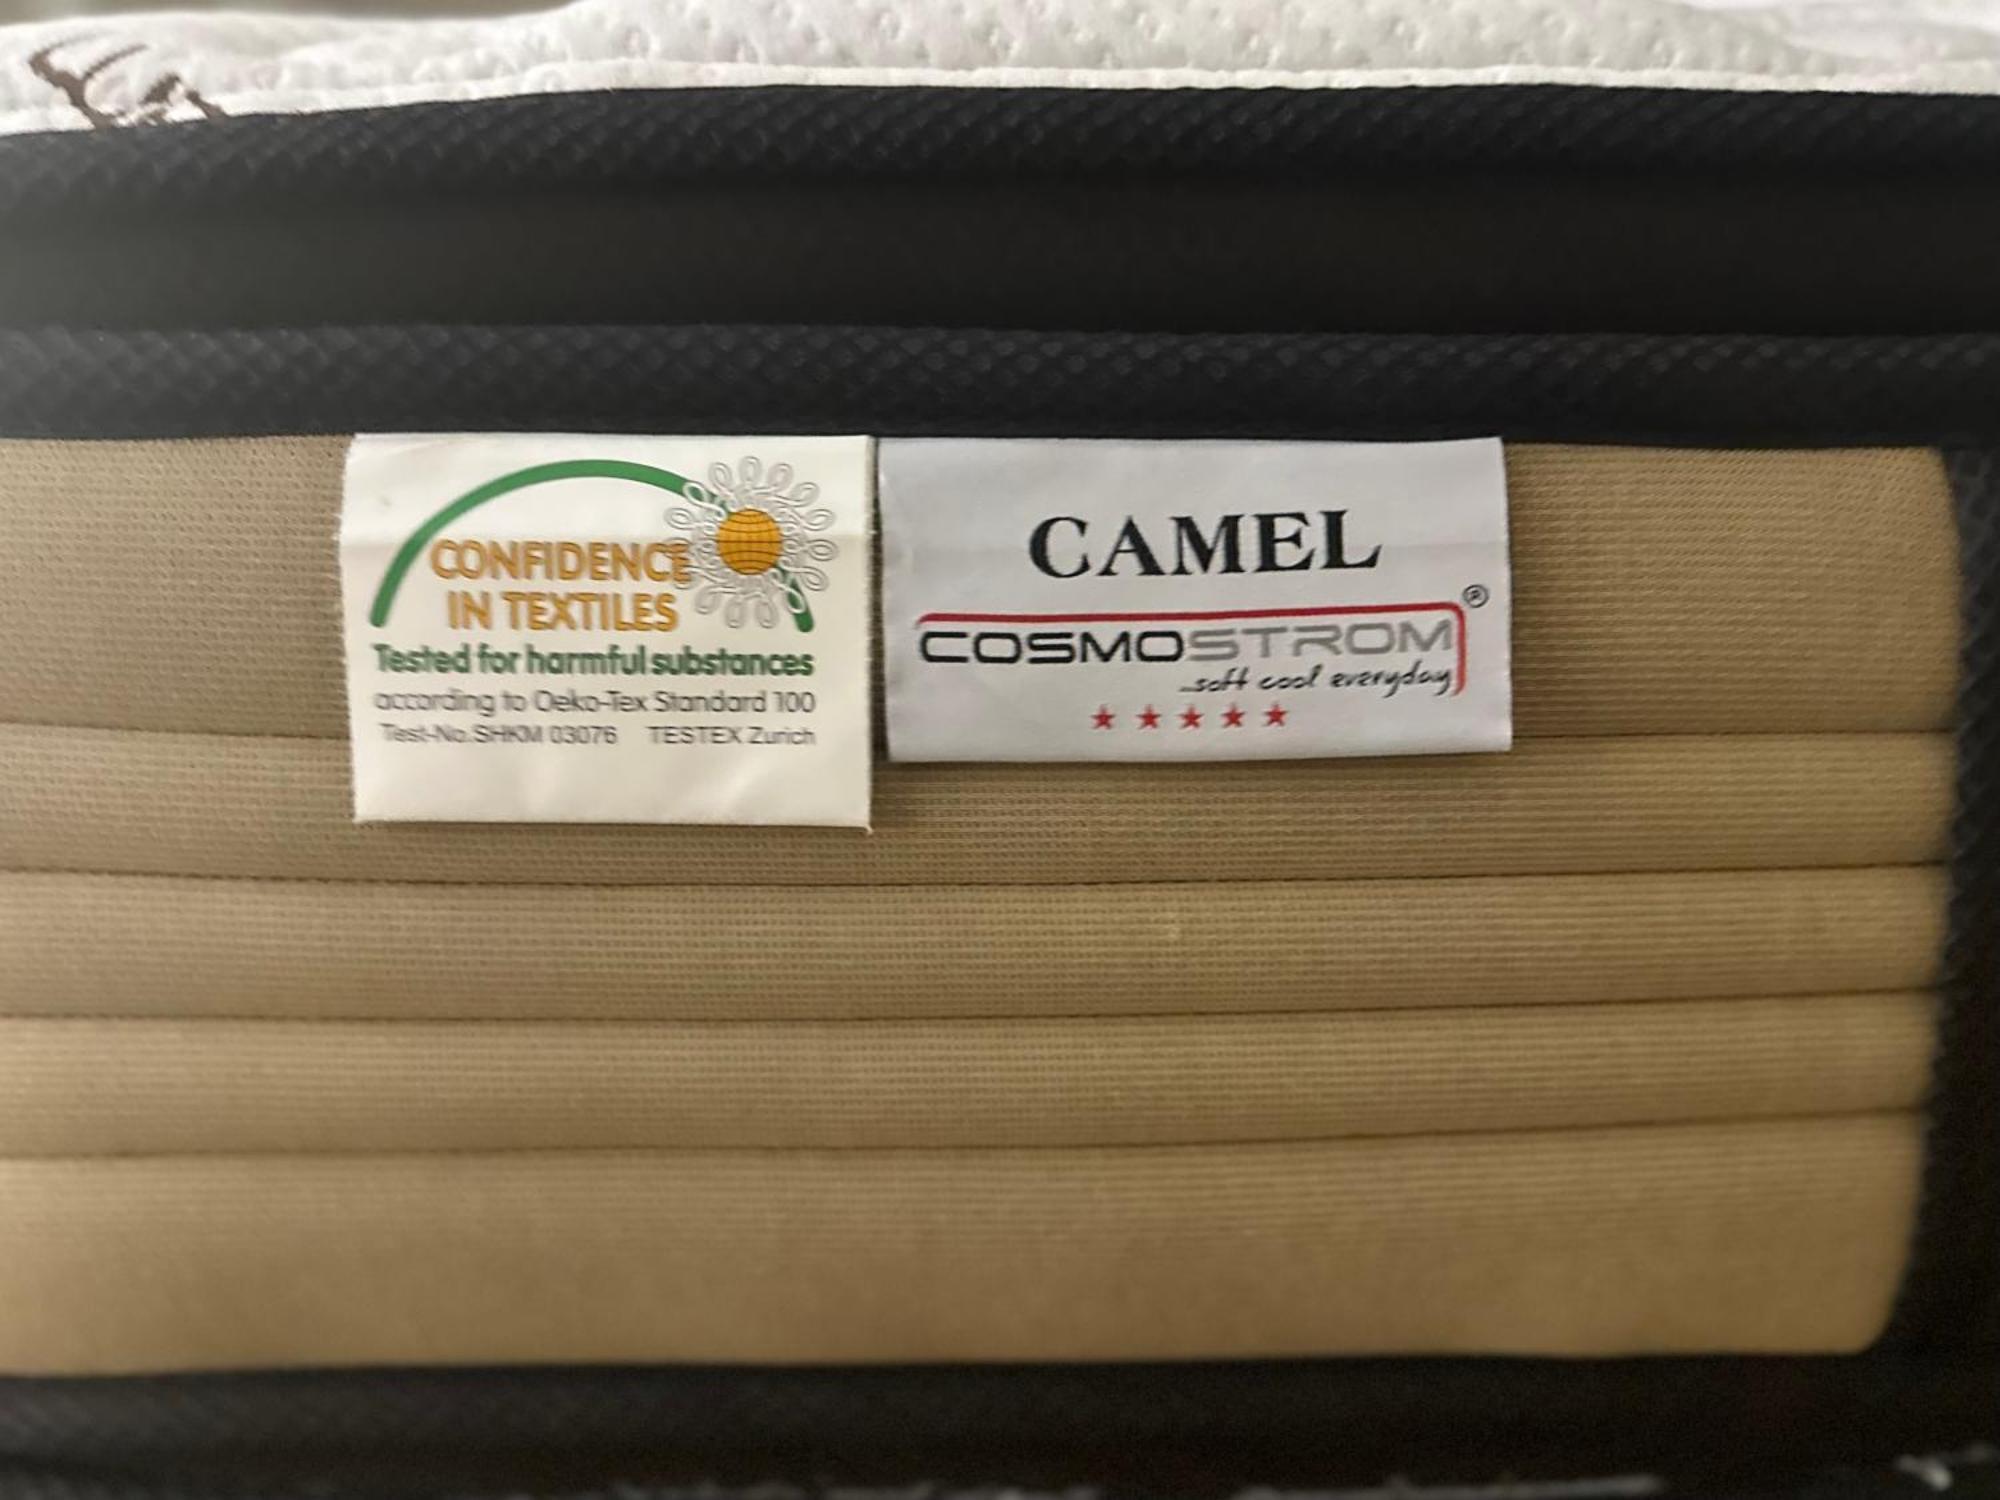 CONFIDENCE
IN TEXTILES
Tested for harmful substances
according to Oeko-Tex Standard 100
Test-No. SHKM 03076 TESTEX Zurich
CAMEL
COSMOSTROM®
...soft cool everyday